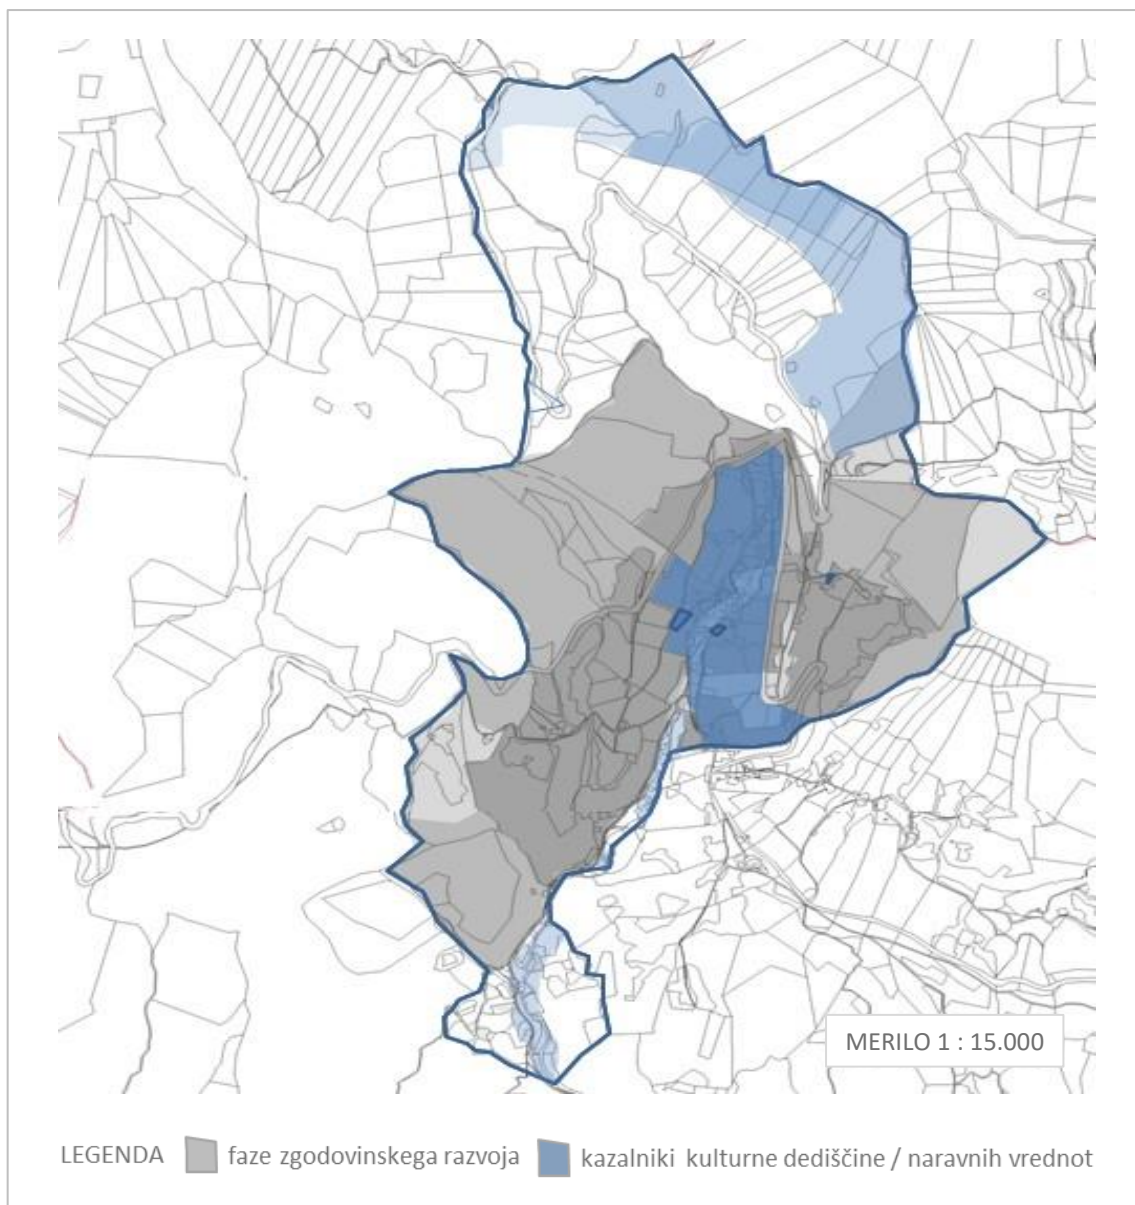 MERILO 1 : 15.000
LEGENDA faze zgodovinskega razvoja kazalniki kulturne dediščine / naravnih vrednot